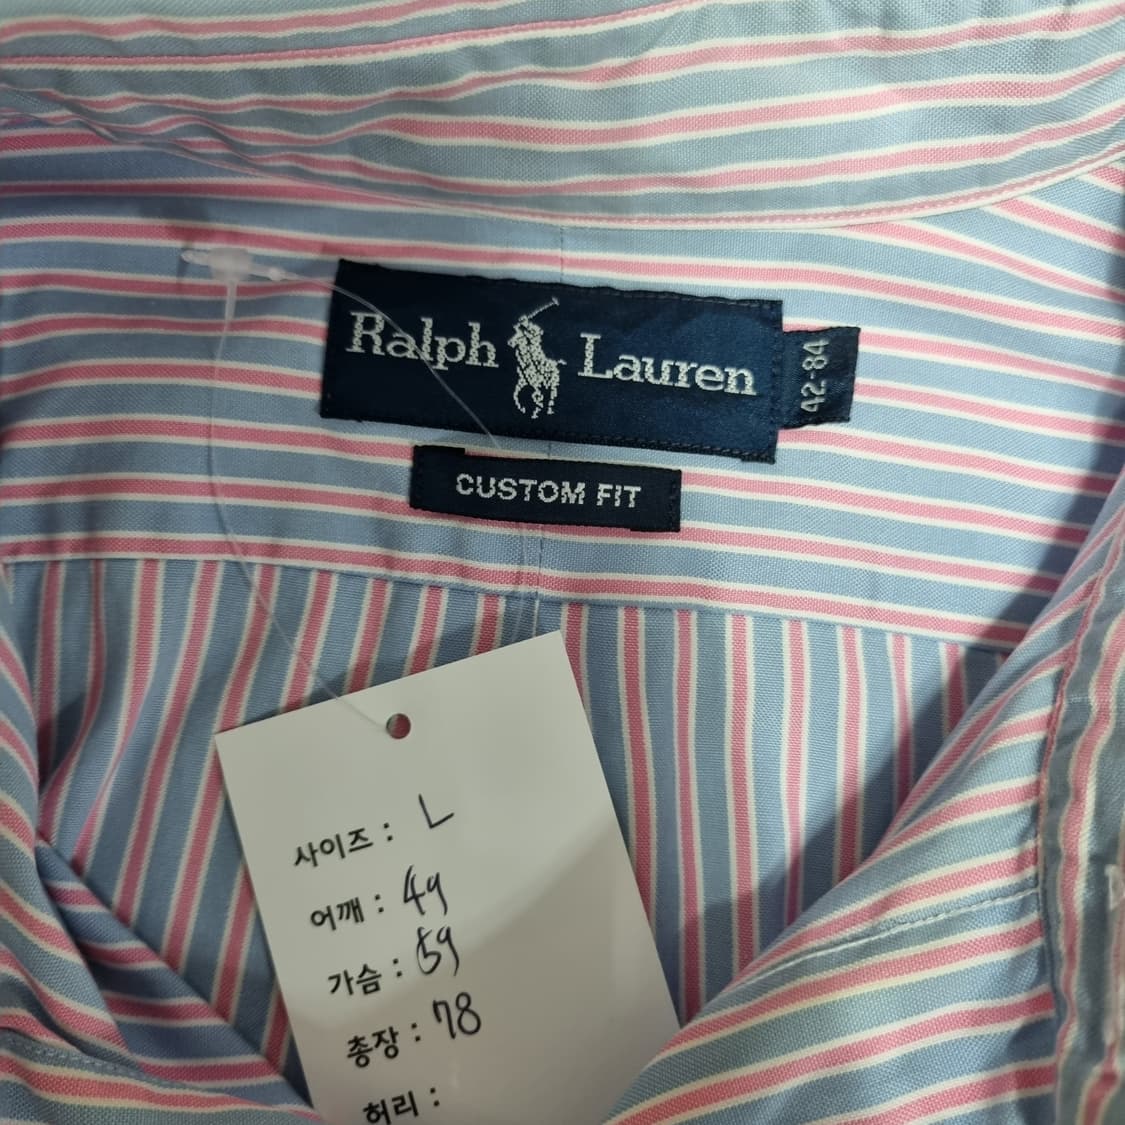 Ralph Lauren
42-84
CUSTOM FIT
사이즈 : L
어깨 : 49
가슴 : 59
총장 : 78
허리 :